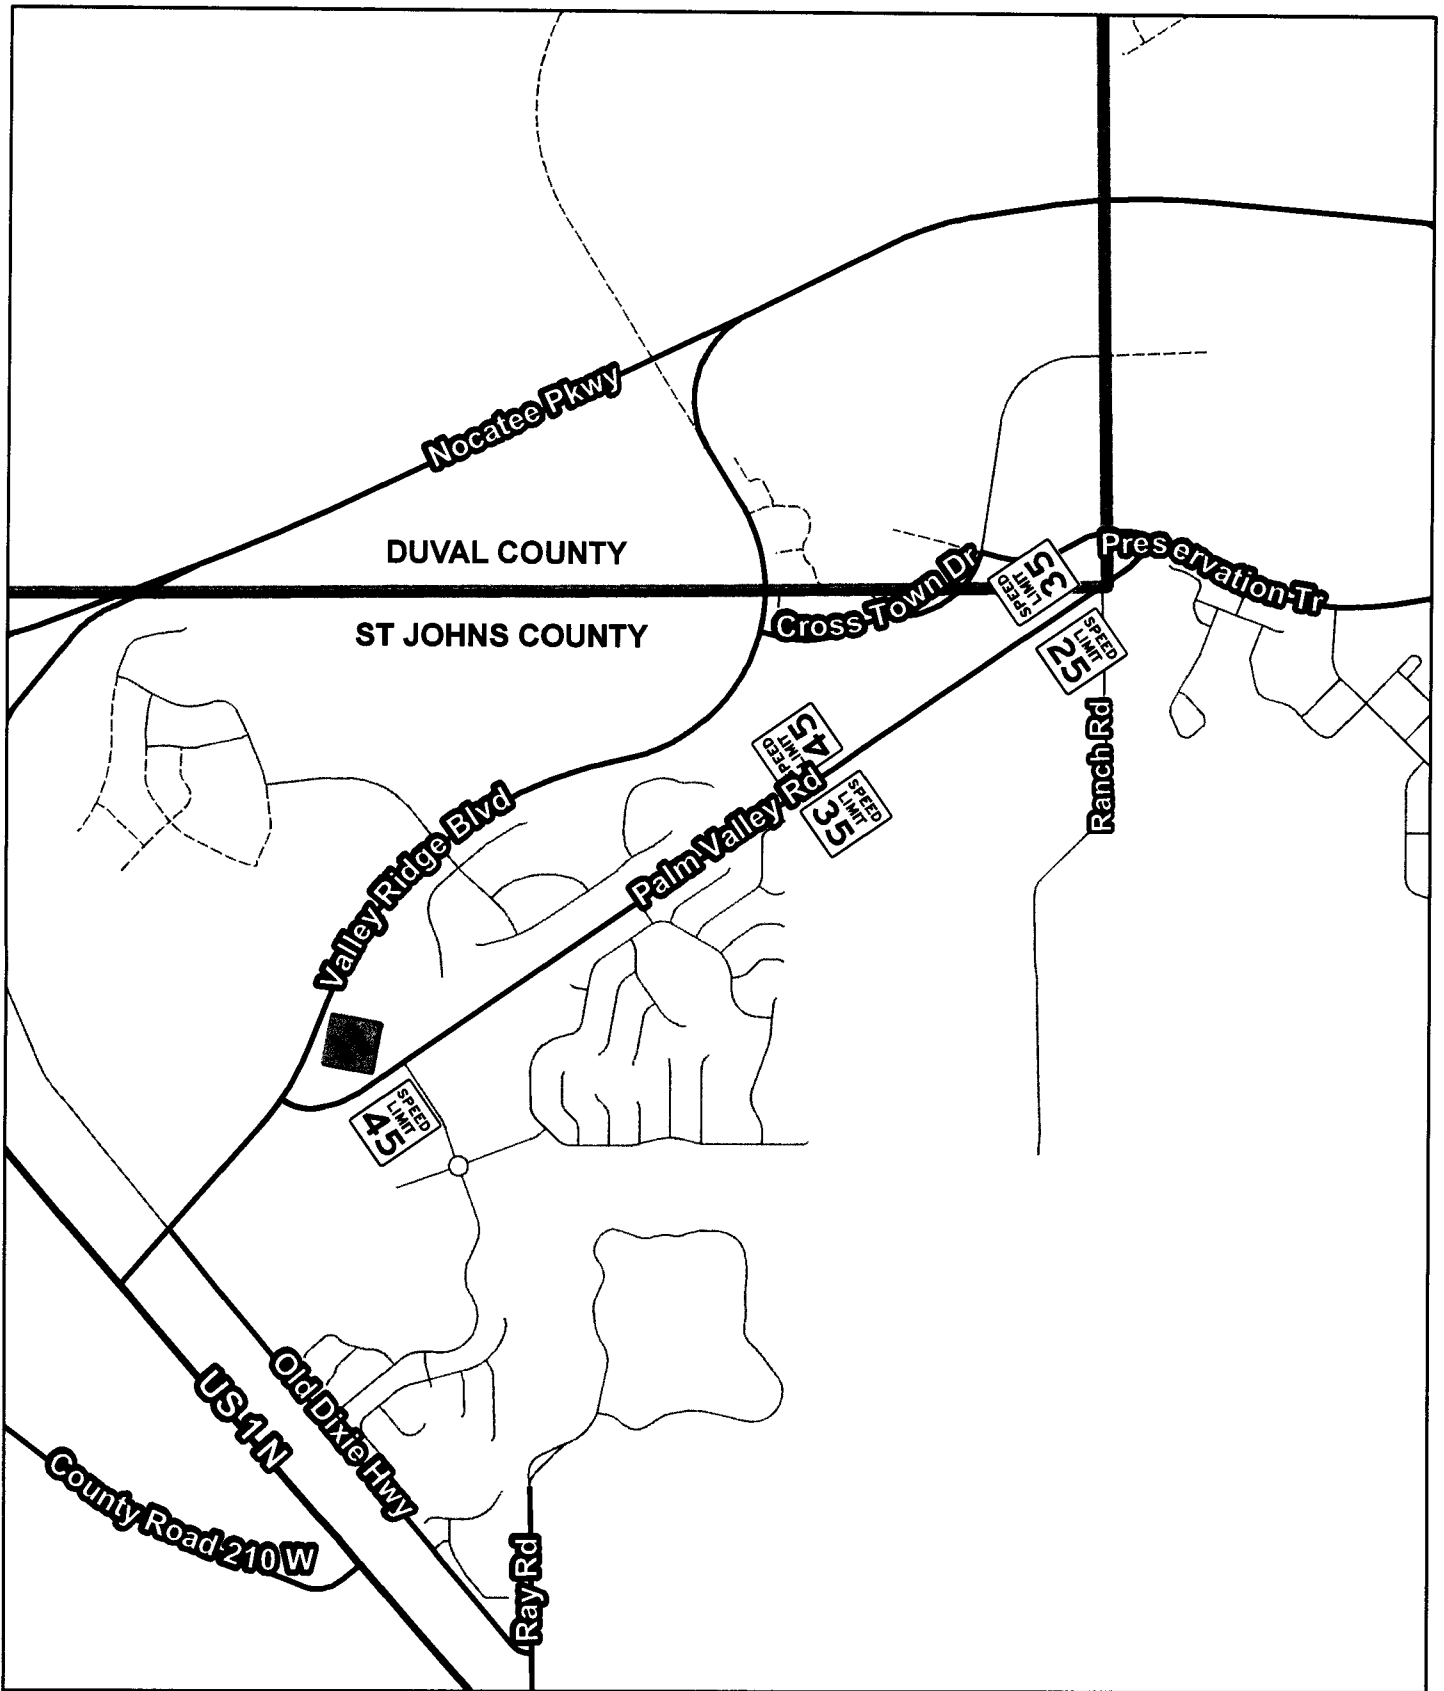 Nocatee Pkwy
DUVAL COUNTY
Preservation Tr
Cross Town Dr
SPEED
LIMIT
35
ST JOHNS COUNTY
SPEED
LIMIT
25
Ranch Rd
SPEED
LIMIT
45
Palm Valley Rd
SPEED
LIMIT
35
Valley Ridge Blvd
SPEED
LIMIT
45
Old Dixie Hwy
US 1 N
County Road 210 W
Ray Rd